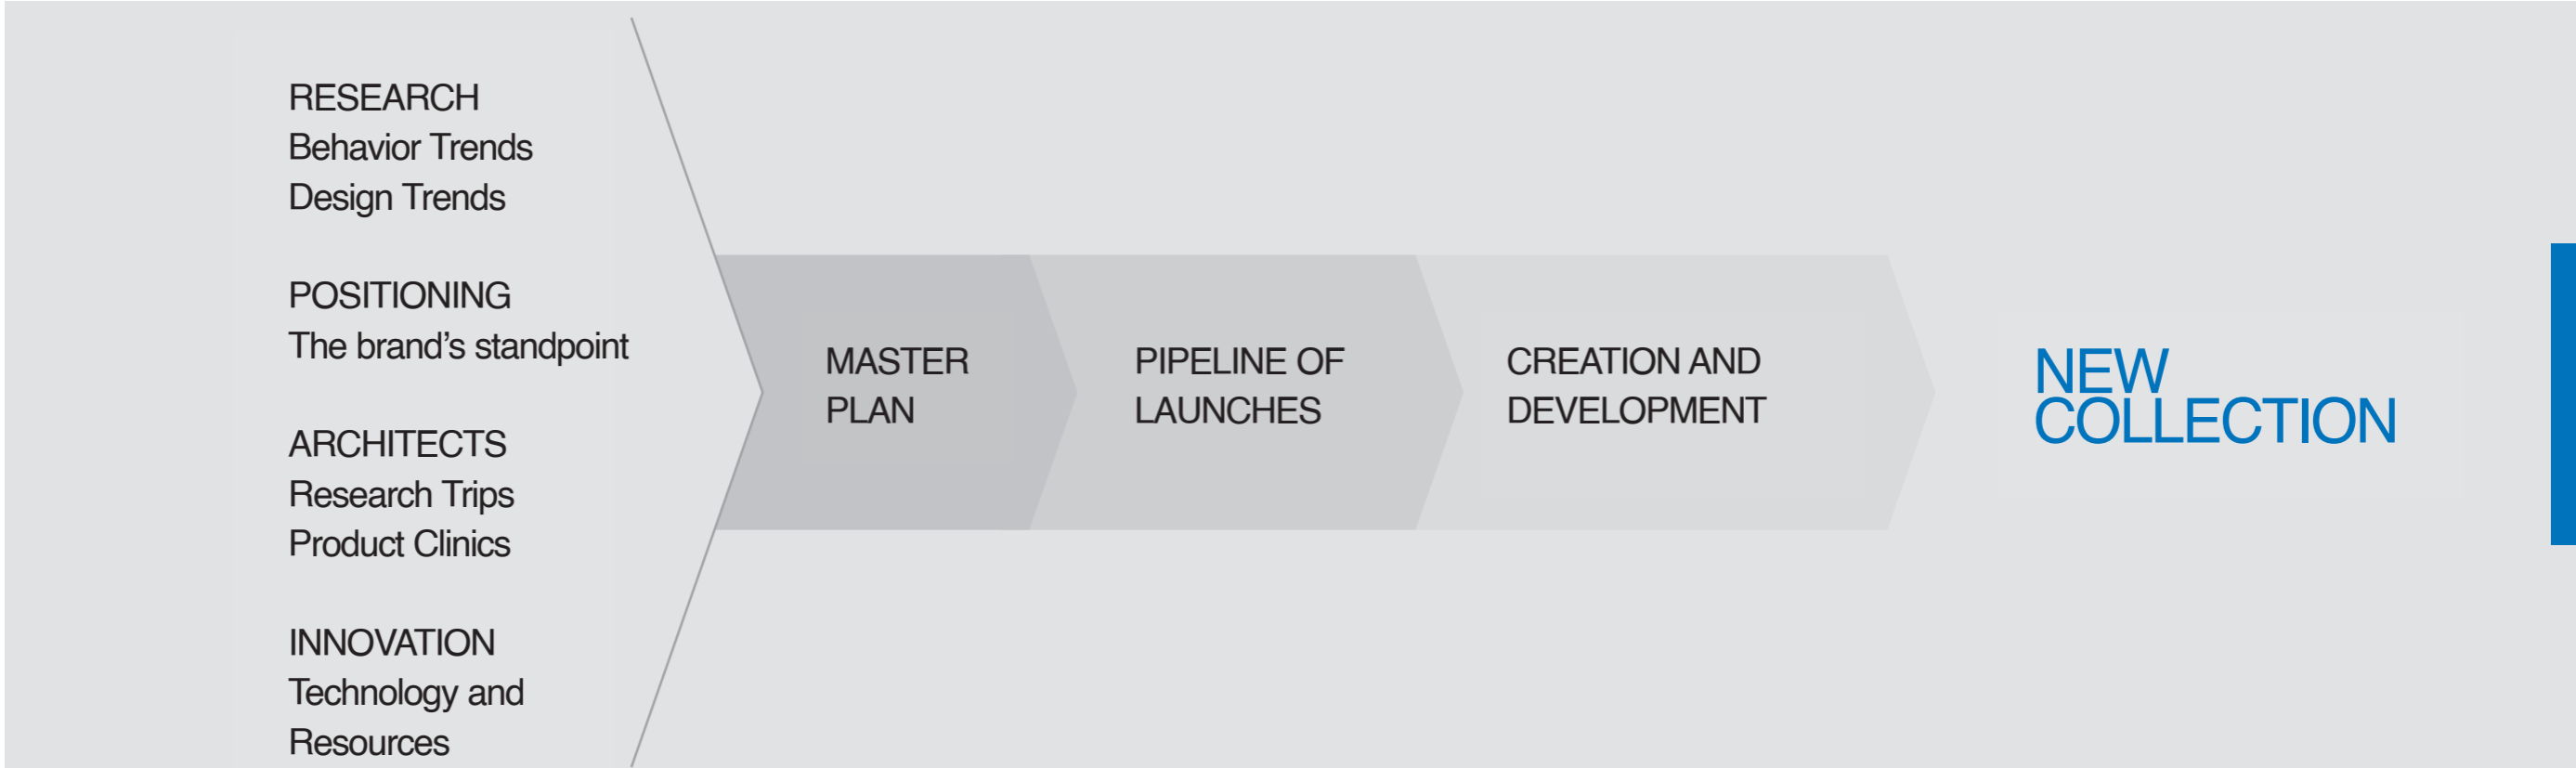 RESEARCH
Behavior Trends
Design Trends
POSITIONING
The brand’s standpoint
ARCHITECTS
Research Trips
Product Clinics
INNOVATION
Technology and
Resources
MASTER
PLAN
PIPELINE OF
LAUNCHES
CREATION AND
DEVELOPMENT
NEW
COLLECTION